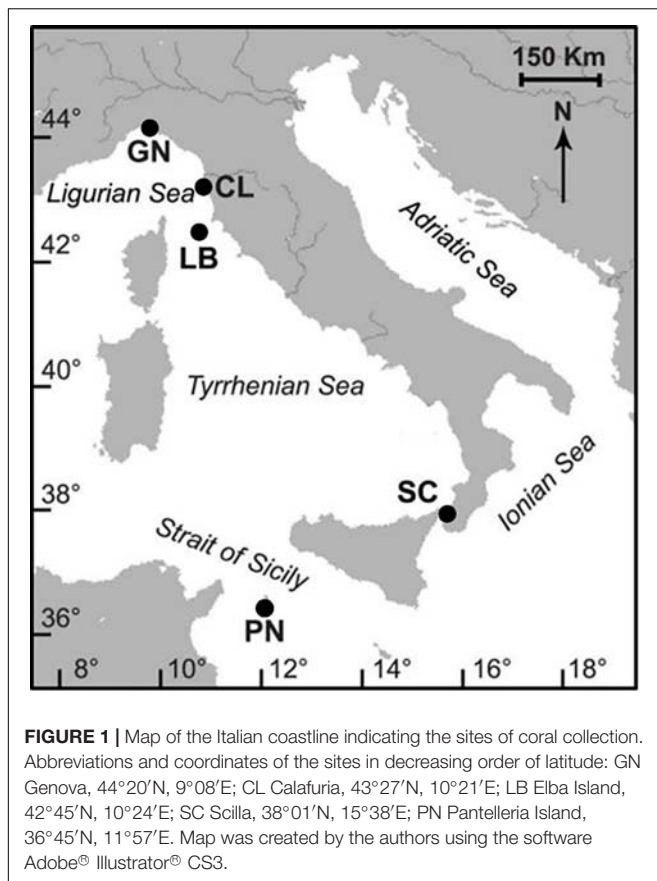 150 Km
N
44°
GN
Ligurian Sea
CL
Adriatic Sea
42°
LB
40°
Tyrrhenian Sea
38°
SC
Ionian Sea
Strait of Sicily
36°
PN
8° 10° 12° 14° 16° 18°
FIGURE 1 | Map of the Italian coastline indicating the sites of coral collection.
Abbreviations and coordinates of the sites in decreasing order of latitude: GN
Genova, 44°20′N, 9°08′E; CL Calafuria, 43°27′N, 10°21′E; LB Elba Island,
42°45′N, 10°24′E; SC Scilla, 38°01′N, 15°38′E; PN Pantelleria Island,
36°45′N, 11°57′E. Map was created by the authors using the software
Adobe® Illustrator® CS3.